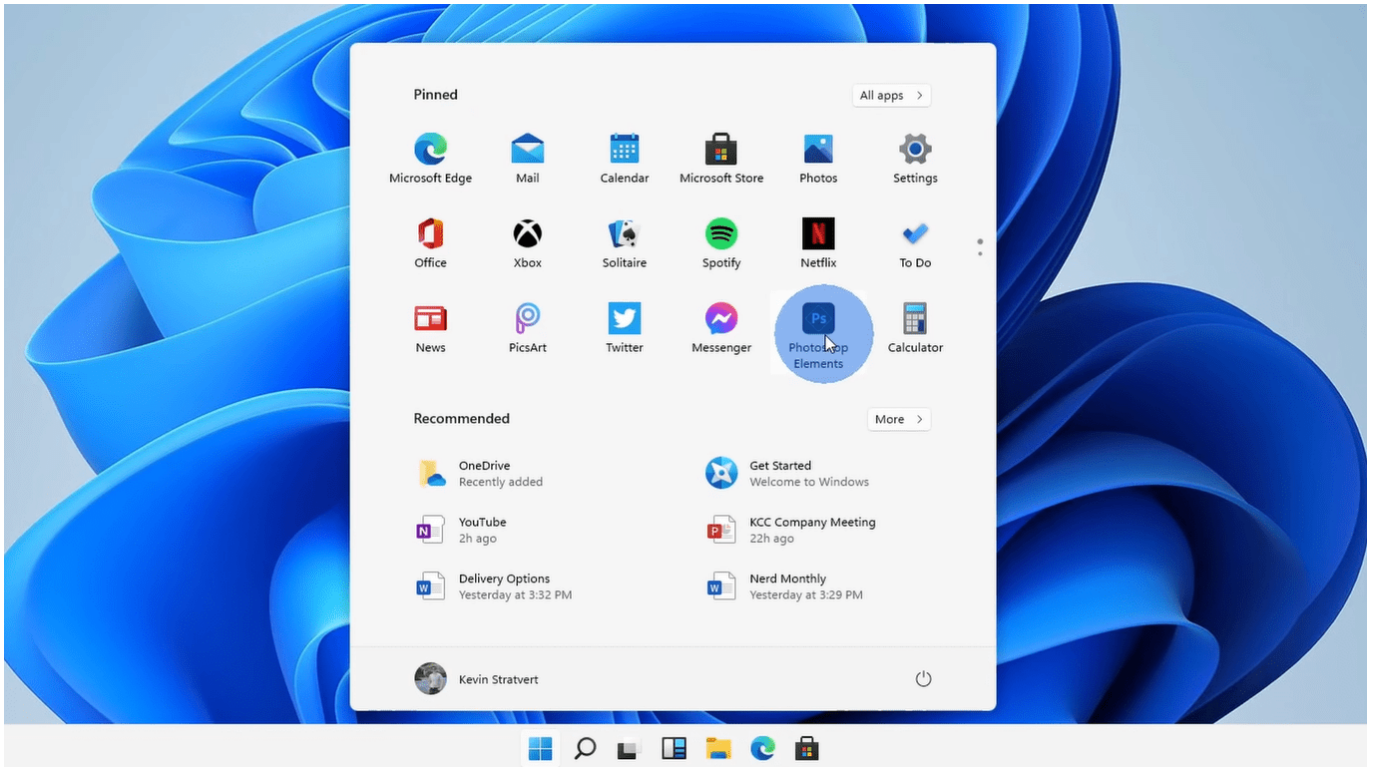 Pinned
All apps
Microsoft Edge
Mail
Calendar
Microsoft Store
Photos
Settings
Office
Xbox
Solitaire
Spotify
Netflix
To Do
N
News
PicsArt
Twitter
Messenger
Ps
Photoshop
Elements
Calculator
Recommended
More
OneDrive
Recently added
Get Started
Welcome to Windows
N
YouTube
2h ago
P
KCC Company Meeting
22h ago
W
Delivery Options
Yesterday at 3:32 PM
W
Nerd Monthly
Yesterday at 3:29 PM
Kevin Stratvert